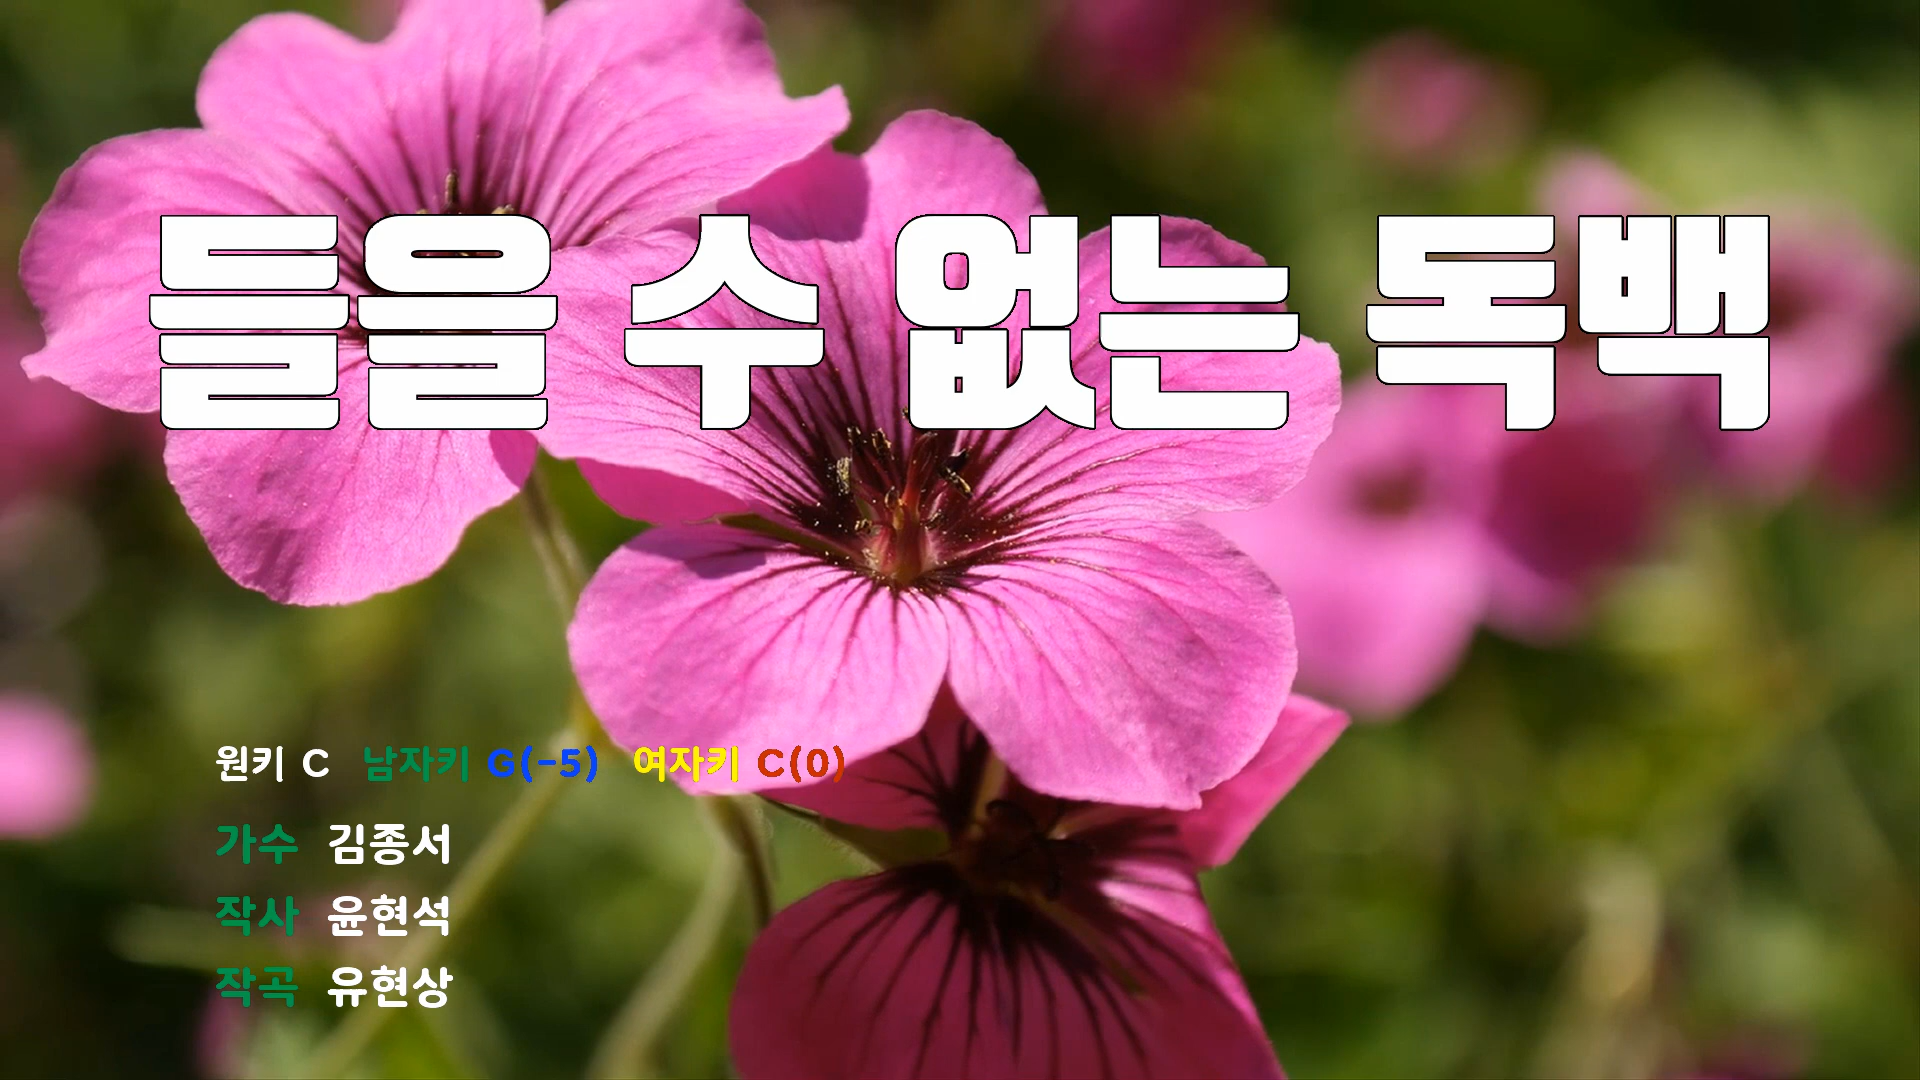 들을 수 없는 독백
원키 C 남자키 G(-5) 여자키 C(0)
가수 김종서
작사 윤현석
작곡 유현상